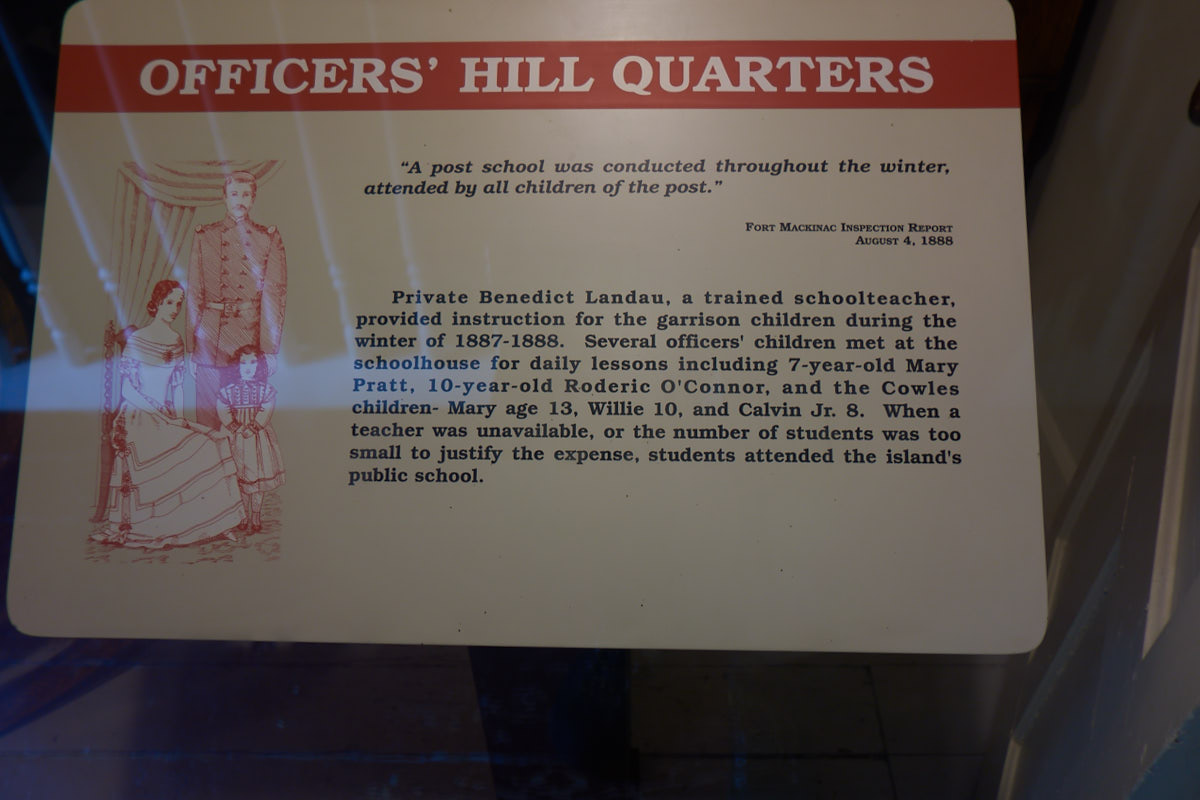 OFFICERS' HILL QUARTERS
"A post school was conducted throughout the winter,
attended by all children of the post."
FORT MACKINAC INSPECTION REPORT
AUGUST 4, 1888
Private Benedict Landau, a trained schoolteacher,
provided instruction for the garrison children during the
winter of 1887-1888. Several officers' children met at the
schoolhouse for daily lessons including 7-year-old Mary
Pratt, 10-year-old Roderic O'Connor, and the Cowles
children- Mary age 13, Willie 10, and Calvin Jr. 8. When a
teacher was unavailable, or the number of students was too
small to justify the expense, students attended the island's
public school.